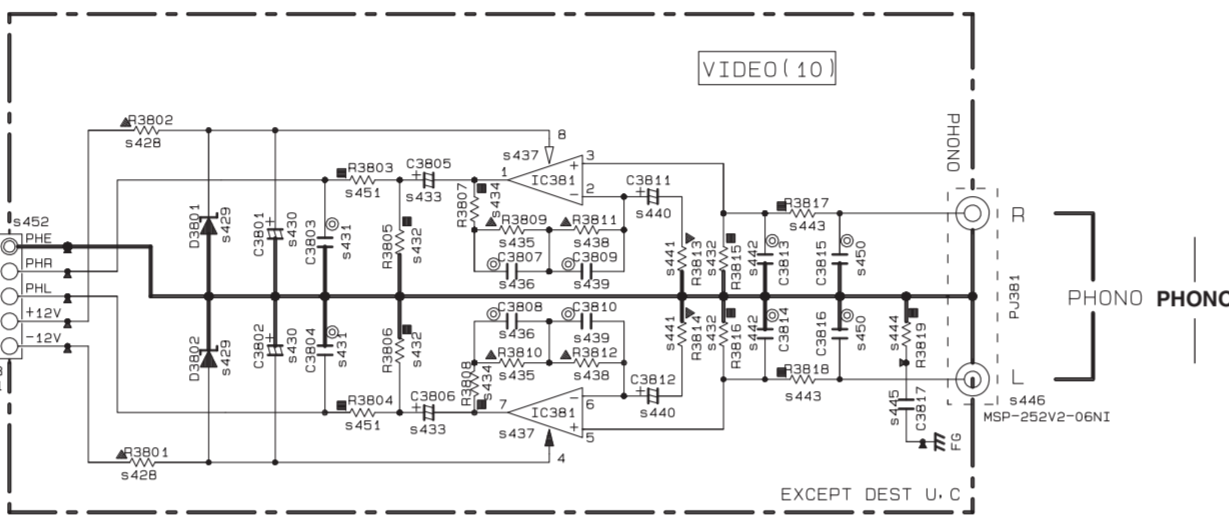 VIDEO(10)
PHONO
R3802
s428
8
s437
3
1
IC381
2
R3803
s451
C3805
s433
R3807
s434
C3811
s440
R3809
s435
R3811
s438
C3807
s436
C3809
s439
R3817
s443
R
s452
PHE
PHR
PHL
+12V
-12V
D3801
s429
C3801
s430
C3803
s431
R3805
s432
s441
R3813
s432
R3815
s442
C3813
C3815
s450
PJ381
PHONO
PHONO
D3802
s429
C3802
s430
C3804
s431
R3806
s432
C3808
s436
C3810
s439
R3810
s435
R3812
s438
R3808
s434
s441
R3814
s432
R3816
s442
C3814
C3816
s450
s444
R3819
R3818
s443
L
s446
MSP-252V2-06NI
C3812
s440
R3804
s451
C3806
s433
7
IC381
6
5
s437
4
s445
C3817
FG
R3801
s428
EXCEPT DEST U,C